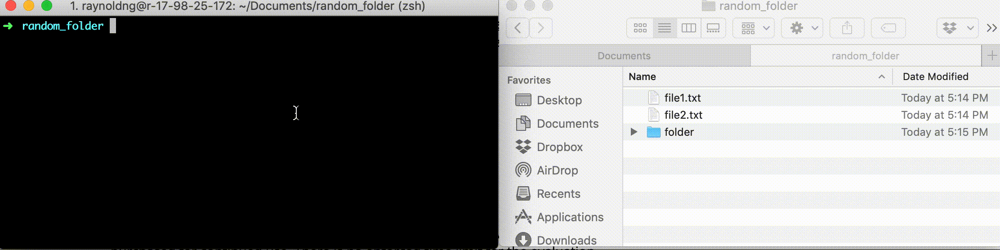 1. raynoldng@r-17-98-25-172: ~/Documents/random_folder (zsh)
➜ random_folder
random_folder
Documents
random_folder
Favorites
Desktop
Documents
Dropbox
AirDrop
Recents
Applications
Downloads
Name
Date Modified
file1.txt
Today at 5:14 PM
file2.txt
Today at 5:14 PM
folder
Today at 5:15 PM
the evaluation